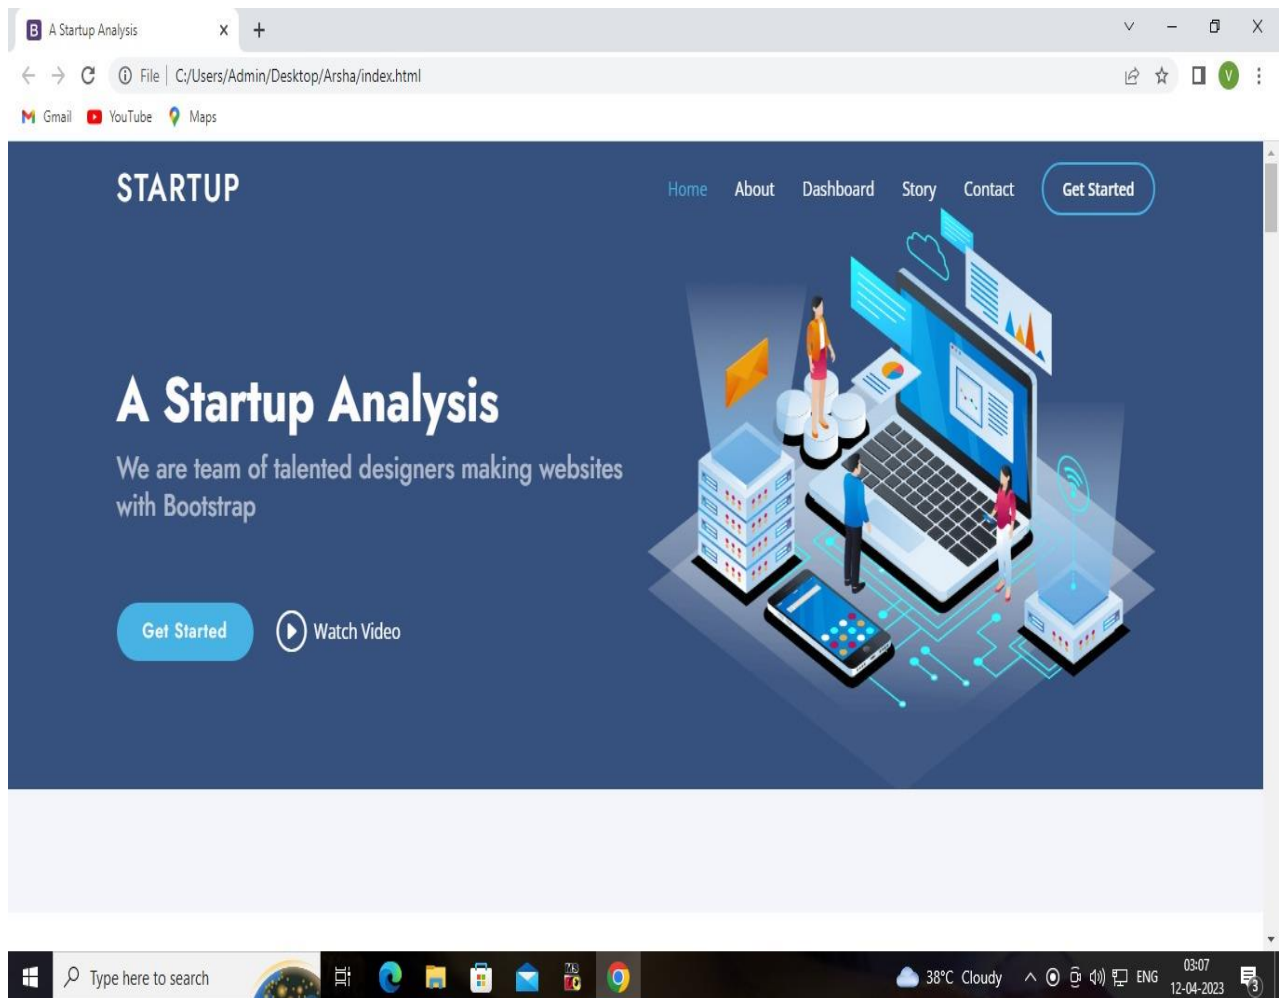 A Startup Analysis
File | C:/Users/Admin/Desktop/Arsha/index.html
V
Gmail YouTube Maps
STARTUP
Home About Dashboard Story Contact Get Started
A Startup Analysis
We are team of talented designers making websites
with Bootstrap
Get Started Watch Video
Type here to search
38°C Cloudy ENG
03:07
12-04-2023
3